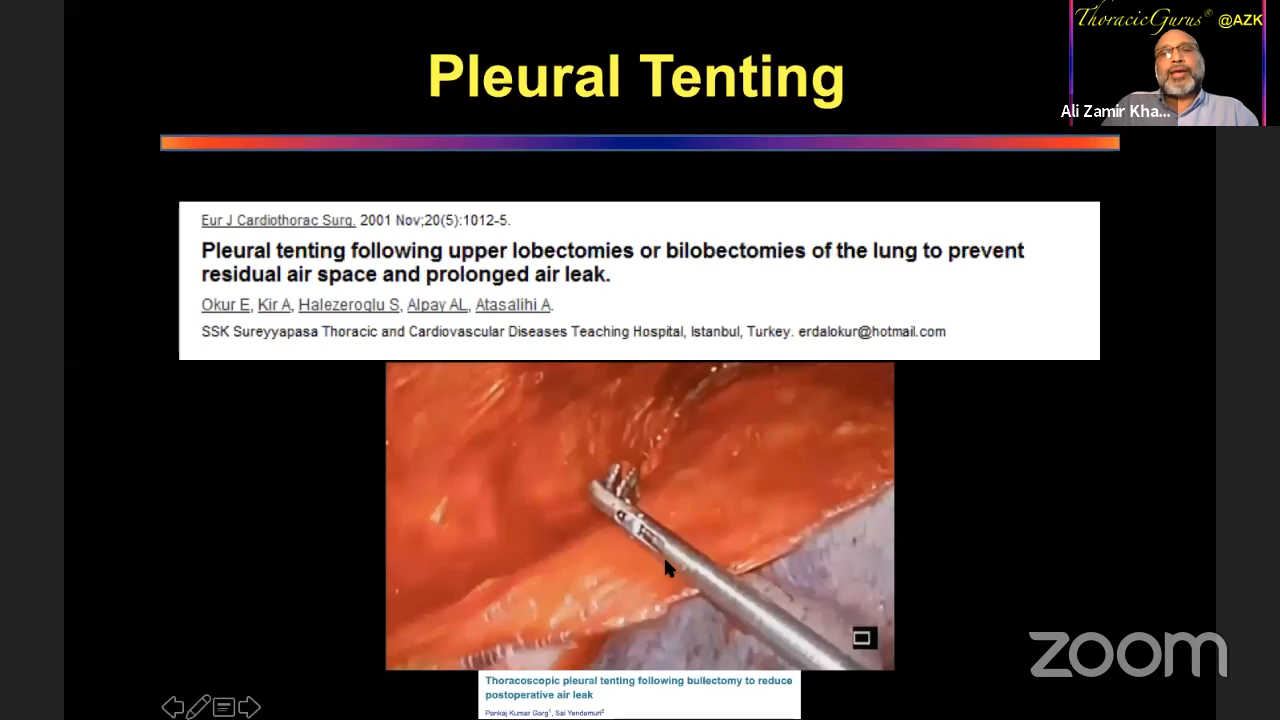 ThoracicGurus® @AZK
Ali Zamir Kha...
Pleural Tenting
Eur J Cardiothorac Surg. 2001 Nov;20(5):1012-5.
Pleural tenting following upper lobectomies or bilobectomies of the lung to prevent
residual air space and prolonged air leak.
Okur E, Kir A, Halezeroglu S, Alpay AL, Atasalihi A.
SSK Sureyyapasa Thoracic and Cardiovascular Diseases Teaching Hospital, Istanbul, Turkey. erdalokur@hotmail.com
Thoracoscopic pleural tenting following bullectomy to reduce
postoperative air leak
Pankaj Kumar Garg¹, Sai Yendamuri²
zoom